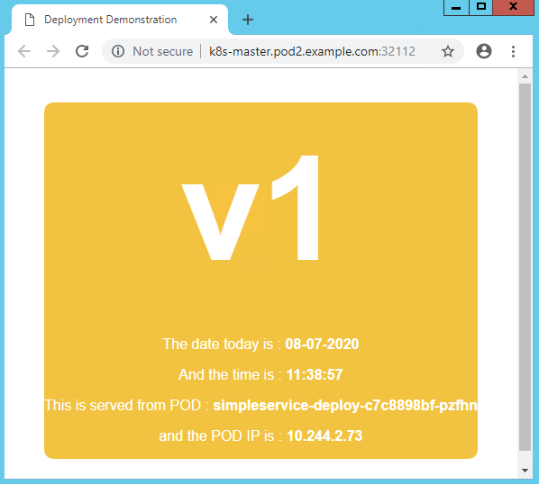 Deployment Demonstration
Not secure | k8s-master.pod2.example.com:32112
v1
The date today is : 08-07-2020
And the time is : 11:38:57
This is served from POD : simpleservice-deploy-c7c8898bf-pzfhn
and the POD IP is : 10.244.2.73